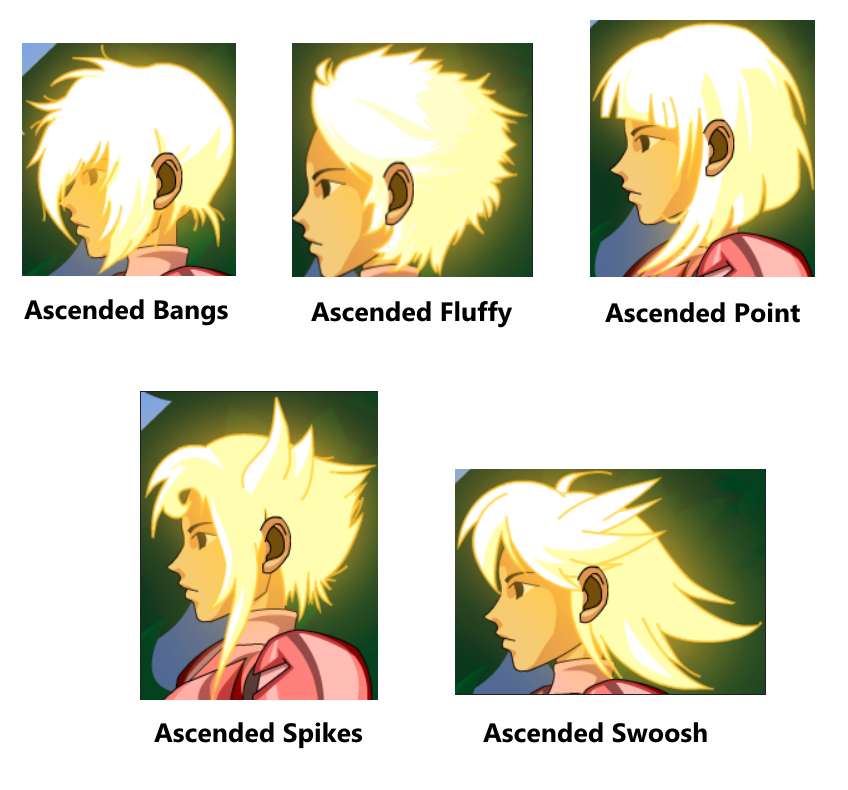 Ascended Bangs
Ascended Fluffy
Ascended Point
Ascended Spikes
Ascended Swoosh